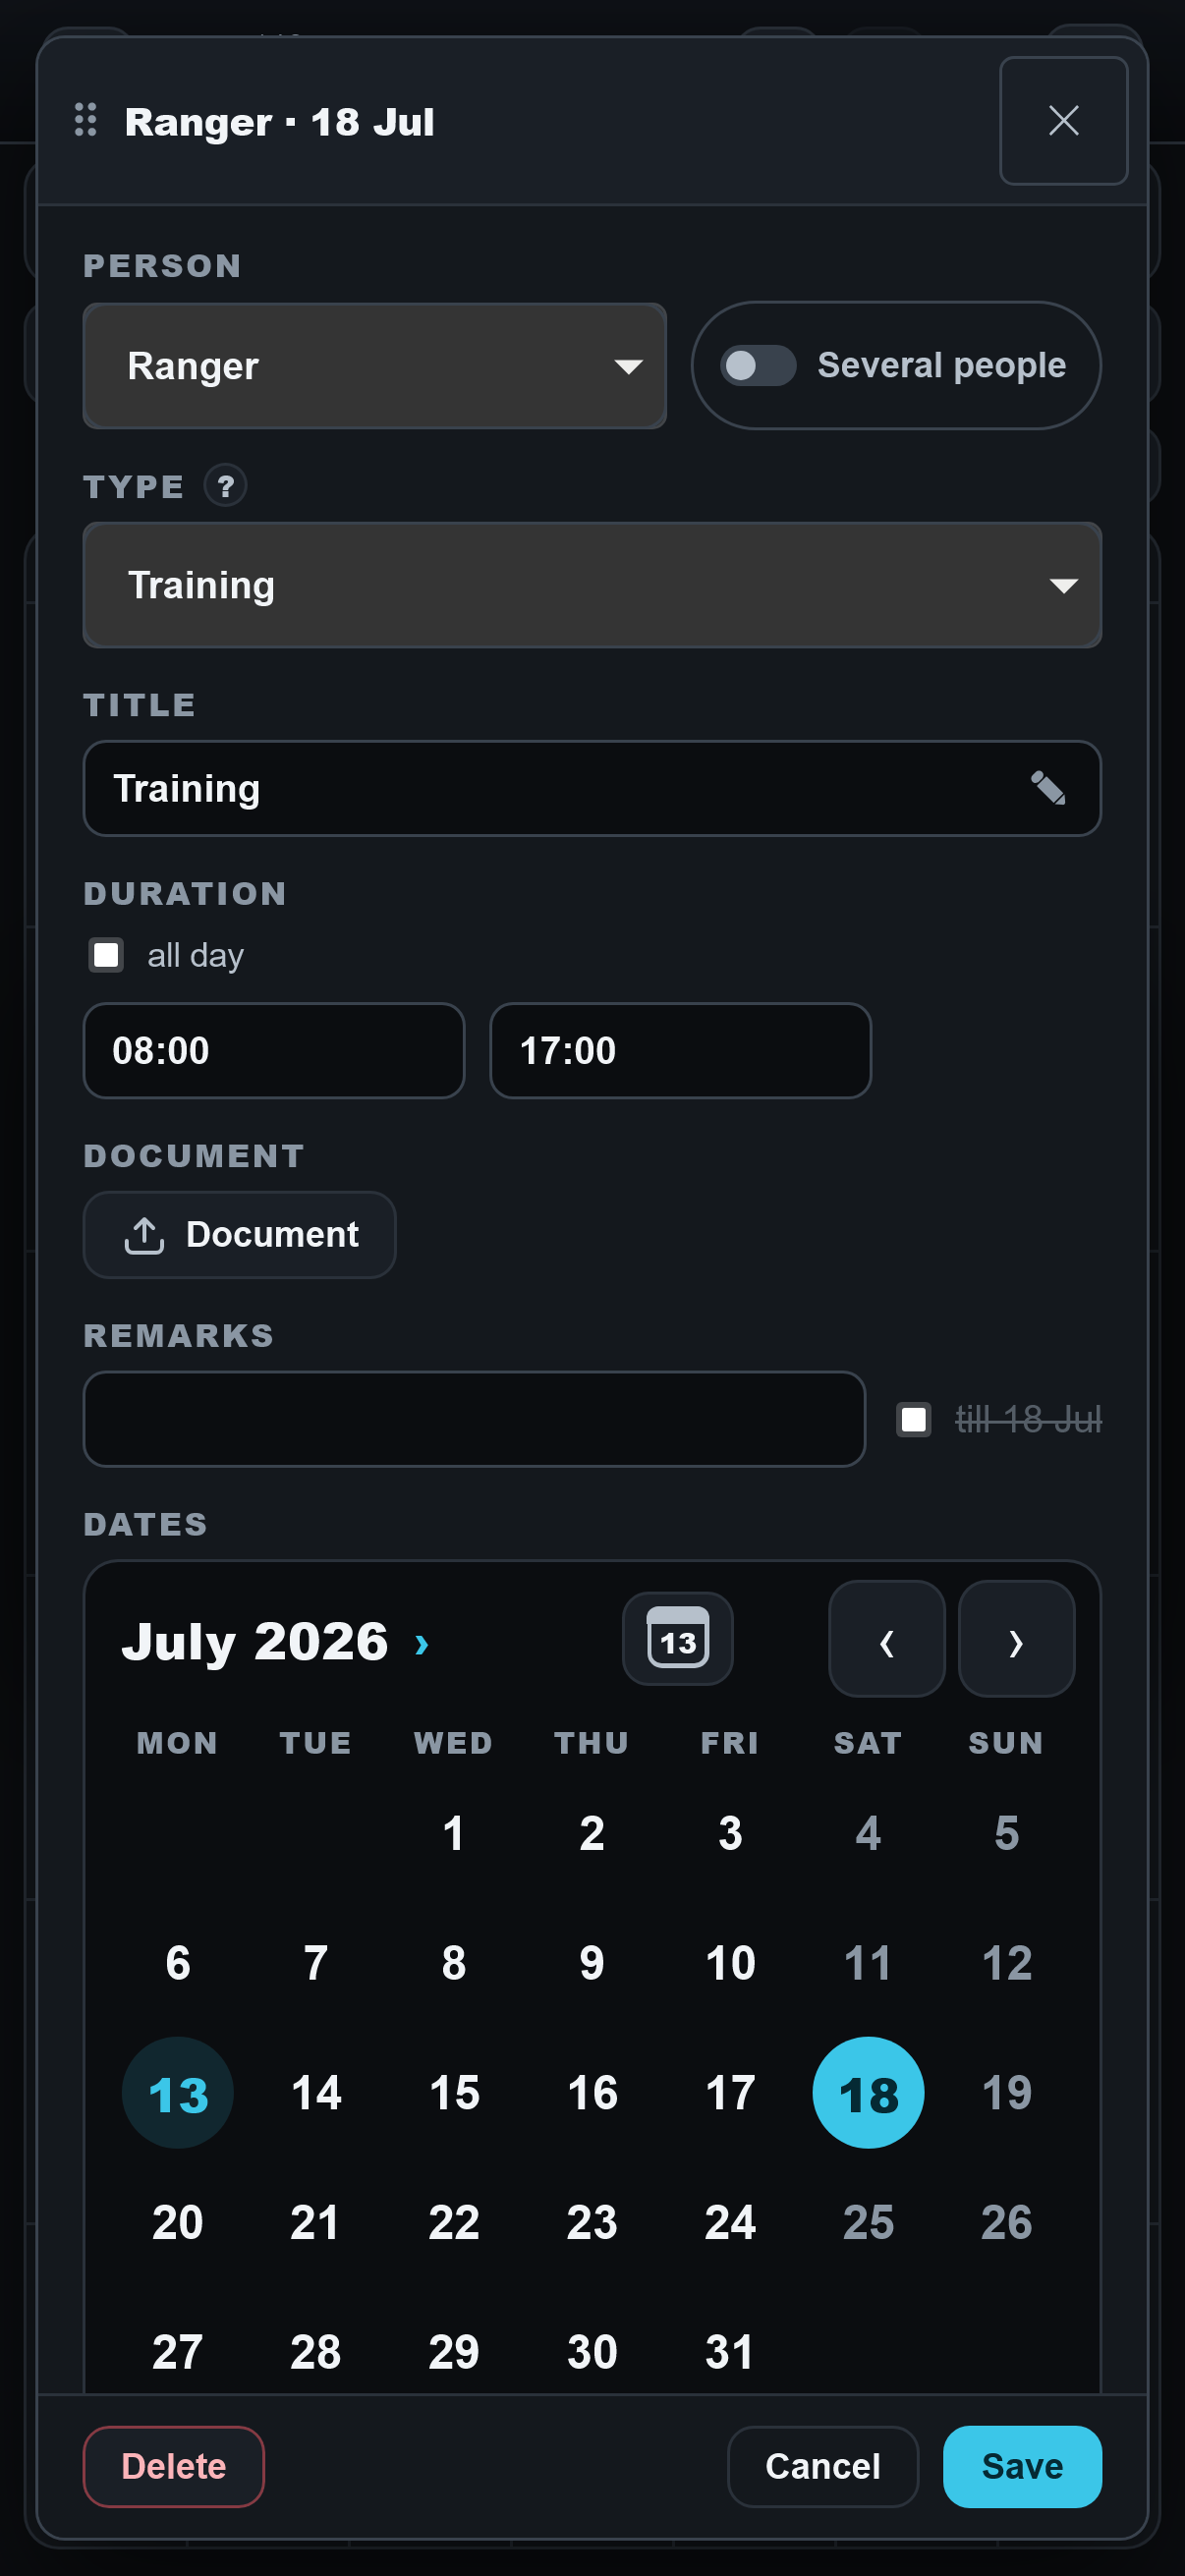 Ranger · 18 Jul
PERSON
Ranger
Several people
TYPE ?
Training
TITLE
Training
DURATION
all day
08:00 17:00
DOCUMENT
Document
REMARKS
till 18 Jul
DATES
July 2026 › 13 ‹ ›
MON TUE WED THU FRI SAT SUN
1 2 3 4 5
6 7 8 9 10 11 12
13 14 15 16 17 18 19
20 21 22 23 24 25 26
27 28 29 30 31
Delete Cancel Save